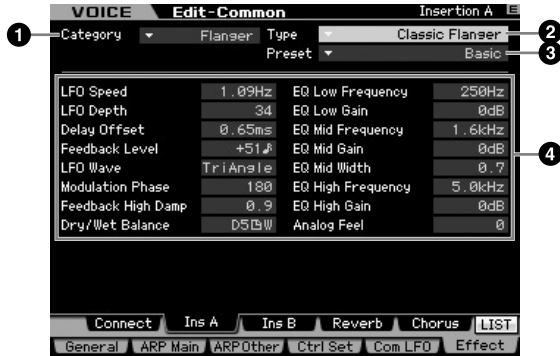 VOICE Edit-Common Insertion A E
1 Category Flanger Type Classic Flanger 2
Preset Basic 3
LFO Speed 1.09Hz EQ Low Frequency 250Hz
LFO Depth 34 EQ Low Gain 0dB
Delay Offset 0.65ms EQ Mid Frequency 1.6kHz
Feedback Level +51♪ EQ Mid Gain 0dB 4
LFO Wave TriAngle EQ Mid Width 0.7
Modulation Phase 180 EQ High Frequency 5.0kHz
Feedback High Damp 0.9 EQ High Gain 0dB
Dry/Wet Balance Analog Feel 0
Connect Ins A Ins B Reverb Chorus LIST
General ARP Main ARP Other Ctrl Set Com LFO Effect